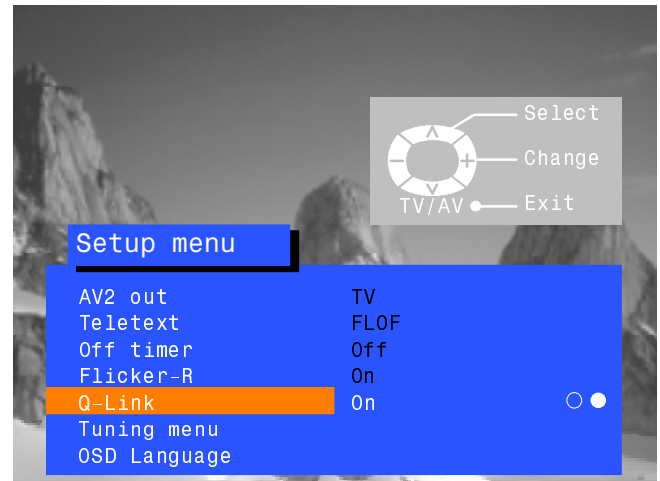 Select
Change
TV/AV Exit
Setup menu
AV2 out TV
Teletext FLOF
Off timer Off
Flicker-R On
Q-Link On
Tuning menu
OSD Language